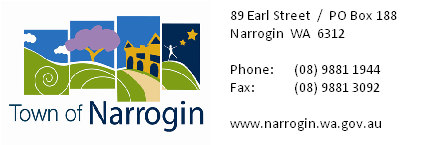 Town of Narrogin
89 Earl Street / PO Box 188
Narrogin WA 6312
Phone: (08) 9881 1944
Fax: (08) 9881 3092
www.narrogin.wa.gov.au